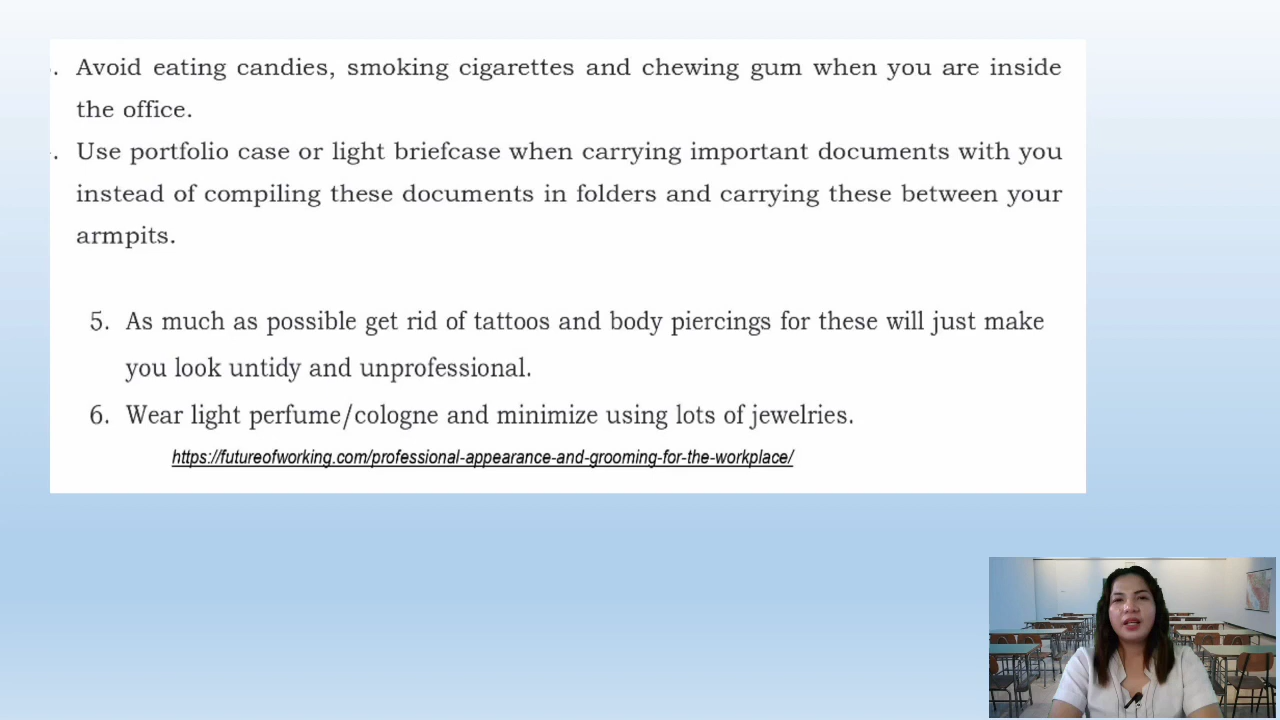 . Avoid eating candies, smoking cigarettes and chewing gum when you are inside
the office.
. Use portfolio case or light briefcase when carrying important documents with you
instead of compiling these documents in folders and carrying these between your
armpits.
5. As much as possible get rid of tattoos and body piercings for these will just make
you look untidy and unprofessional.
6. Wear light perfume/cologne and minimize using lots of jewelries.
https://futureofworking.com/professional-appearance-and-grooming-for-the-workplace/